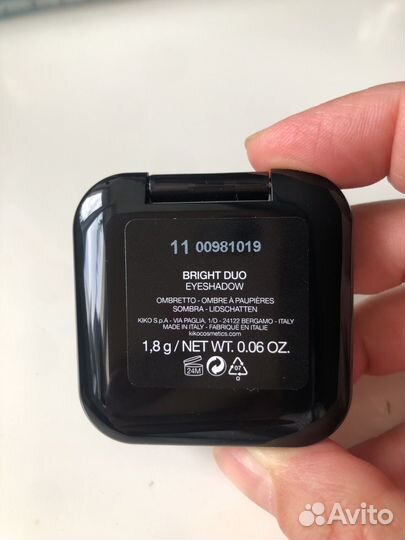 11 00981019
BRIGHT DUO
EYESHADOW
OMBRETTO - OMBRE À PAUPIÈRES
SOMBRA - LIDSCHATTEN
KIKO S.p.A - VIA PAGLIA, 1/D - 24122 BERGAMO - ITALY
MADE IN ITALY - FABRIQUÉ EN ITALIE
kikocosmetics.com
1,8 g / NET WT. 0.06 OZ.
24M
07
O
Avito